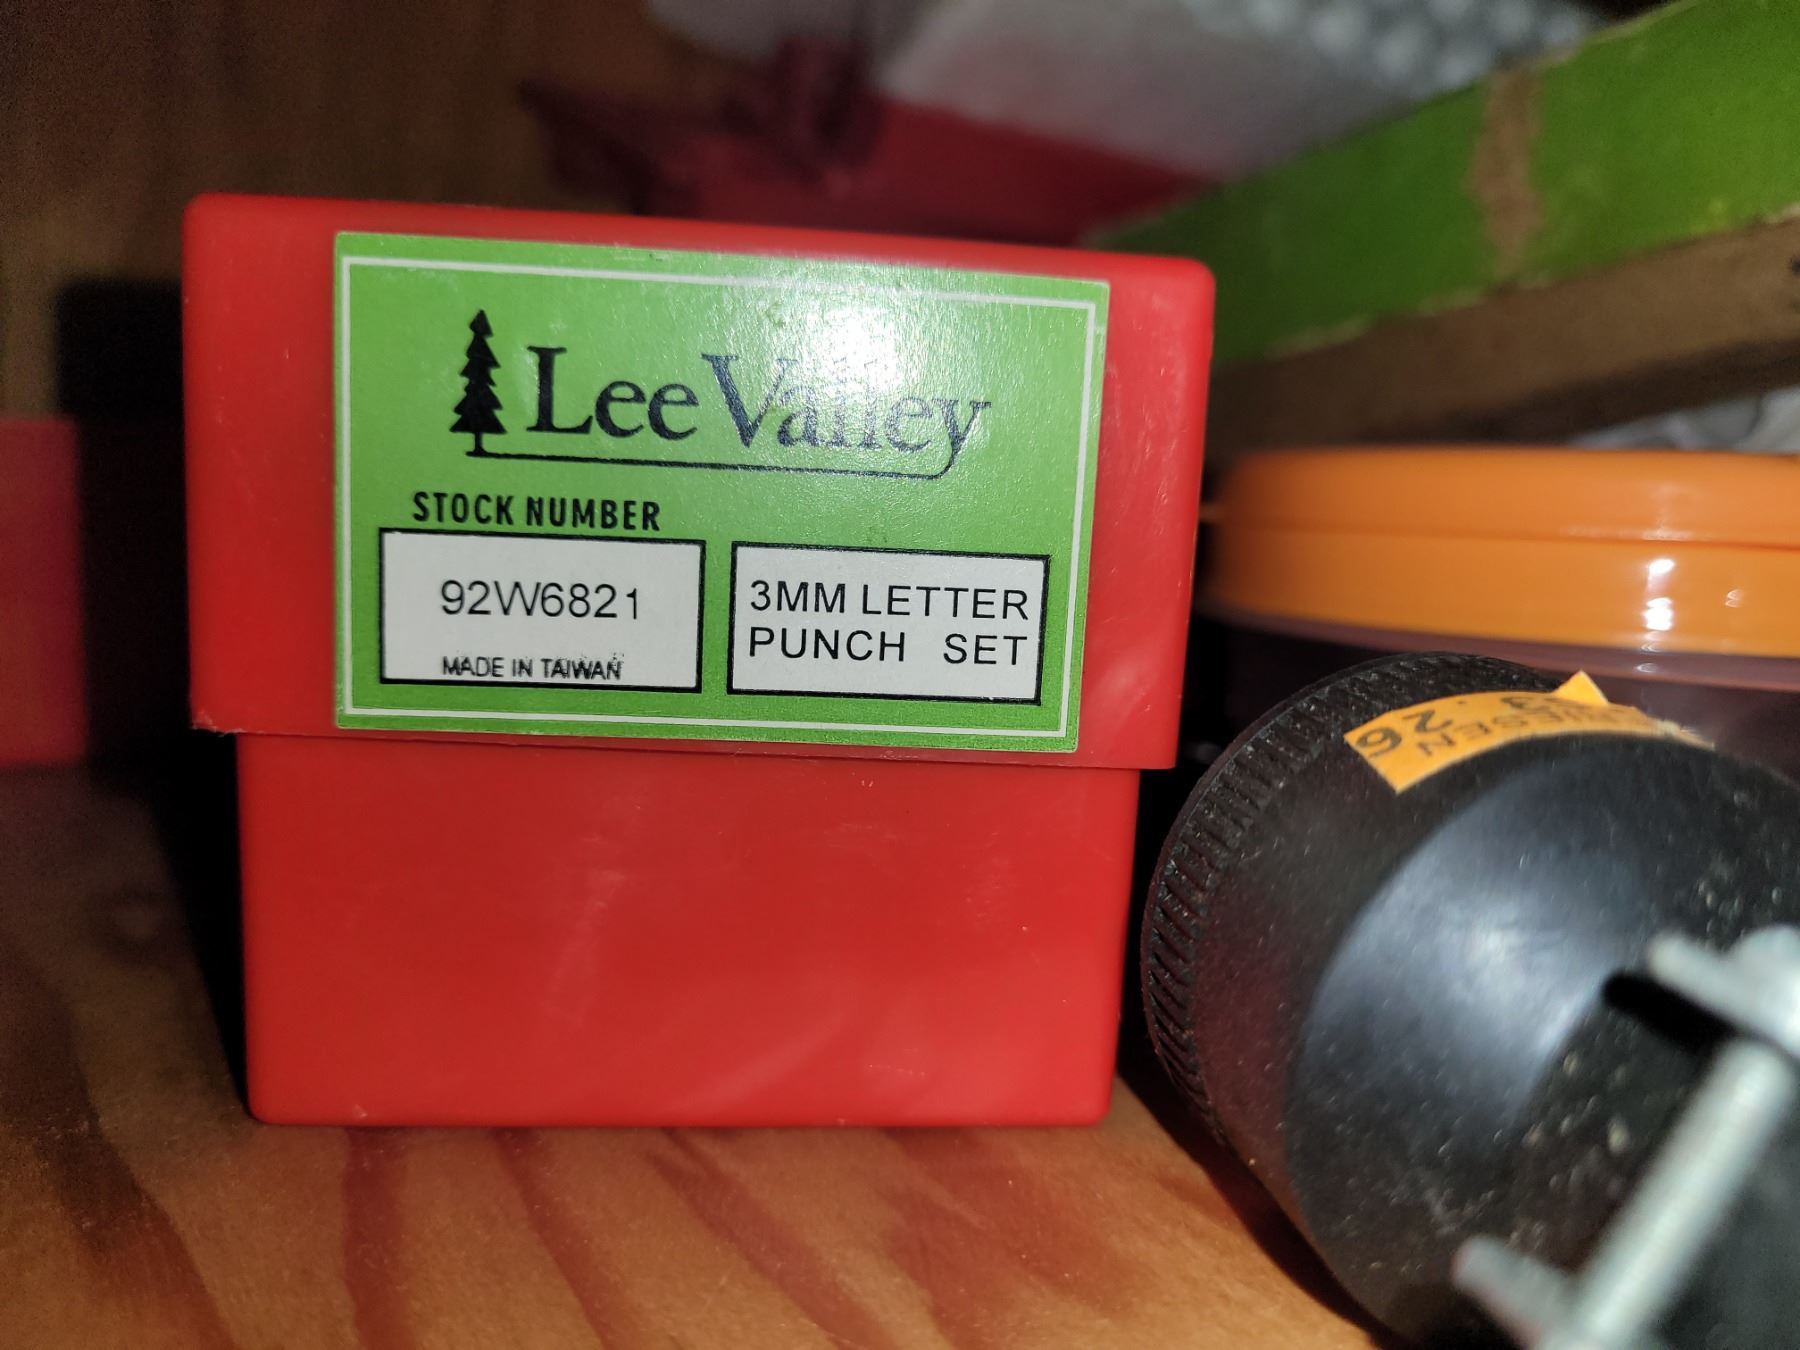 Lee Valley
STOCK NUMBER
92W6821
MADE IN TAIWAN
3MM LETTER
PUNCH SET